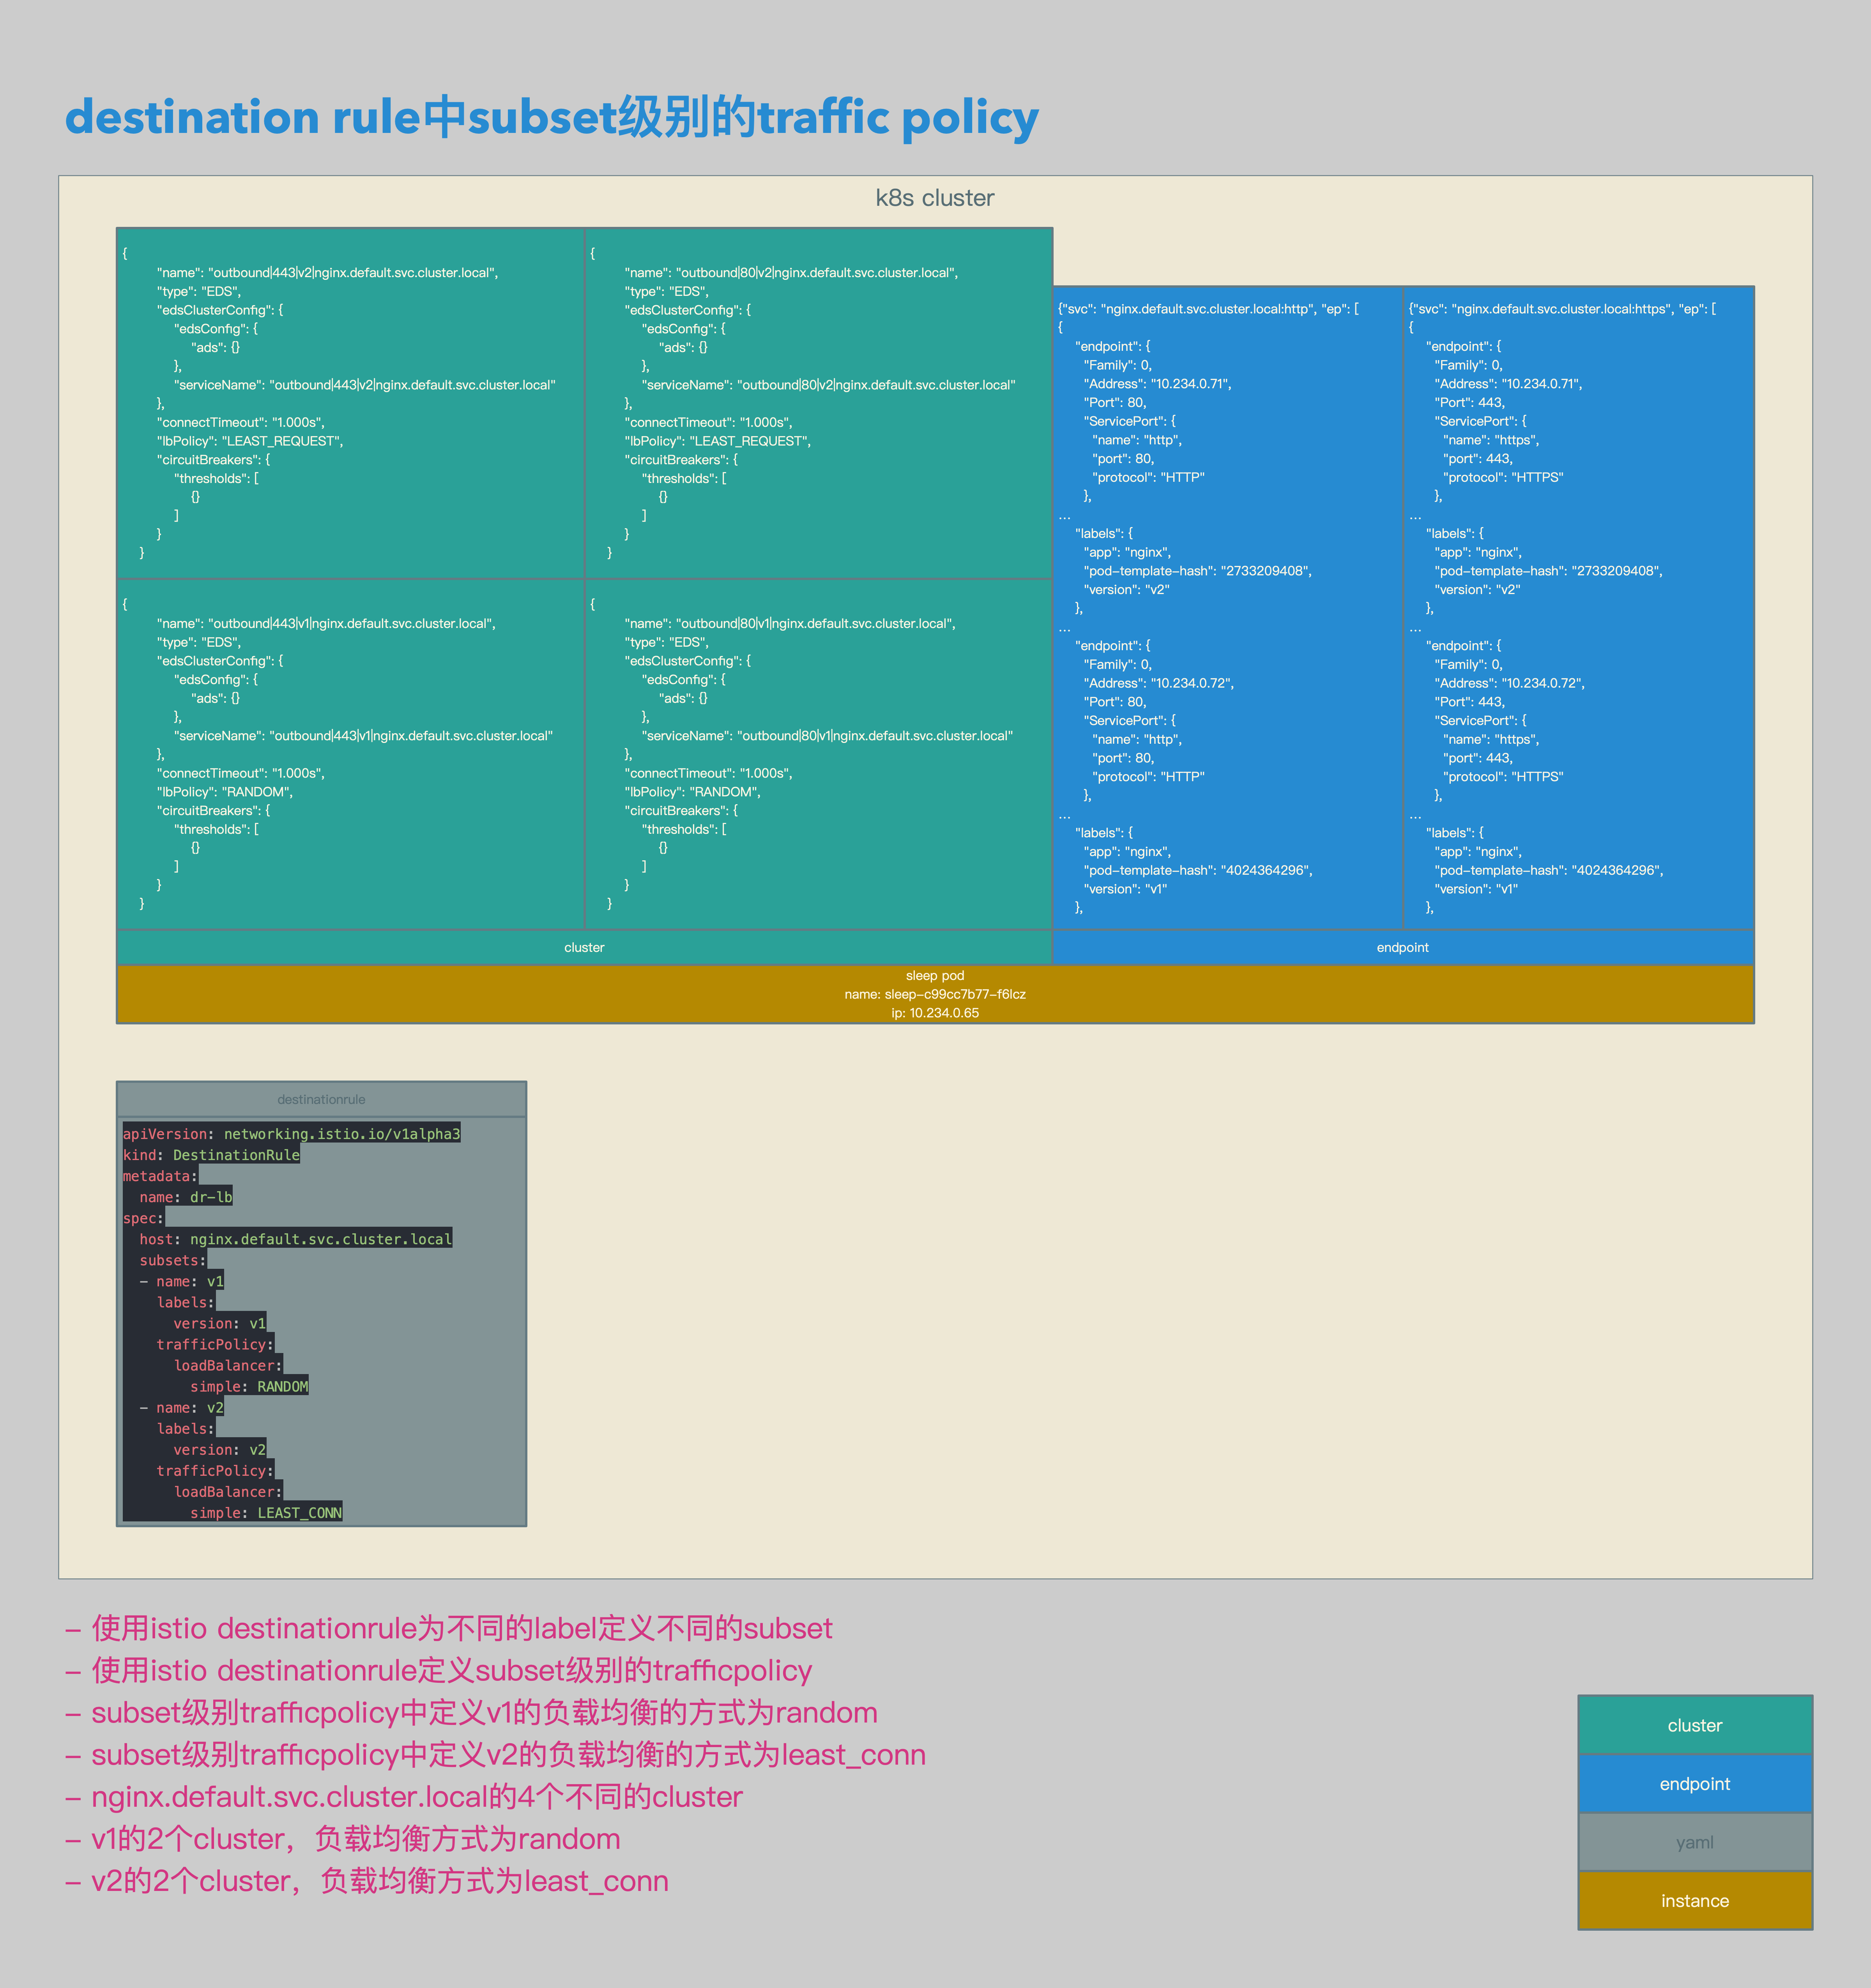 destination rule中subset级别的traffic policy
k8s cluster
{
"name": "outbound|443|v2|nginx.default.svc.cluster.local",
"type": "EDS",
"edsClusterConfig": {
"edsConfig": {
"ads": {}
},
"serviceName": "outbound|443|v2|nginx.default.svc.cluster.local"
},
"connectTimeout": "1.000s",
"lbPolicy": "LEAST_REQUEST",
"circuitBreakers": {
"thresholds": [
{}
]
}
}
{
"name": "outbound|80|v2|nginx.default.svc.cluster.local",
"type": "EDS",
"edsClusterConfig": {
"edsConfig": {
"ads": {}
},
"serviceName": "outbound|80|v2|nginx.default.svc.cluster.local"
},
"connectTimeout": "1.000s",
"lbPolicy": "LEAST_REQUEST",
"circuitBreakers": {
"thresholds": [
{}
]
}
}
{
"name": "outbound|443|v1|nginx.default.svc.cluster.local",
"type": "EDS",
"edsClusterConfig": {
"edsConfig": {
"ads": {}
},
"serviceName": "outbound|443|v1|nginx.default.svc.cluster.local"
},
"connectTimeout": "1.000s",
"lbPolicy": "RANDOM",
"circuitBreakers": {
"thresholds": [
{}
]
}
}
{
"name": "outbound|80|v1|nginx.default.svc.cluster.local",
"type": "EDS",
"edsClusterConfig": {
"edsConfig": {
"ads": {}
},
"serviceName": "outbound|80|v1|nginx.default.svc.cluster.local"
},
"connectTimeout": "1.000s",
"lbPolicy": "RANDOM",
"circuitBreakers": {
"thresholds": [
{}
]
}
}
{"svc": "nginx.default.svc.cluster.local:http", "ep": [
{
"endpoint": {
"Family": 0,
"Address": "10.234.0.71",
"Port": 80,
"ServicePort": {
"name": "http",
"port": 80,
"protocol": "HTTP"
},
...
"labels": {
"app": "nginx",
"pod-template-hash": "2733209408",
"version": "v2"
},
...
"endpoint": {
"Family": 0,
"Address": "10.234.0.72",
"Port": 80,
"ServicePort": {
"name": "http",
"port": 80,
"protocol": "HTTP"
},
...
"labels": {
"app": "nginx",
"pod-template-hash": "4024364296",
"version": "v1"
},
{"svc": "nginx.default.svc.cluster.local:https", "ep": [
{
"endpoint": {
"Family": 0,
"Address": "10.234.0.71",
"Port": 443,
"ServicePort": {
"name": "https",
"port": 443,
"protocol": "HTTPS"
},
...
"labels": {
"app": "nginx",
"pod-template-hash": "2733209408",
"version": "v2"
},
...
"endpoint": {
"Family": 0,
"Address": "10.234.0.72",
"Port": 443,
"ServicePort": {
"name": "https",
"port": 443,
"protocol": "HTTPS"
},
...
"labels": {
"app": "nginx",
"pod-template-hash": "4024364296",
"version": "v1"
},
cluster
endpoint
sleep pod
name: sleep-c99cc7b77-f6lcz
ip: 10.234.0.65
destinationrule
apiVersion: networking.istio.io/v1alpha3
kind: DestinationRule
metadata:
name: dr-lb
spec:
host: nginx.default.svc.cluster.local
subsets:
- name: v1
labels:
version: v1
trafficPolicy:
loadBalancer:
simple: RANDOM
- name: v2
labels:
version: v2
trafficPolicy:
loadBalancer:
simple: LEAST_CONN
- 使用istio destinationrule为不同的label定义不同的subset
- 使用istio destinationrule定义subset级别的trafficpolicy
- subset级别trafficpolicy中定义v1的负载均衡的方式为random
- subset级别trafficpolicy中定义v2的负载均衡的方式为least_conn
- nginx.default.svc.cluster.local的4个不同的cluster
- v1的2个cluster，负载均衡方式为random
- v2的2个cluster，负载均衡方式为least_conn
cluster
endpoint
yaml
instance